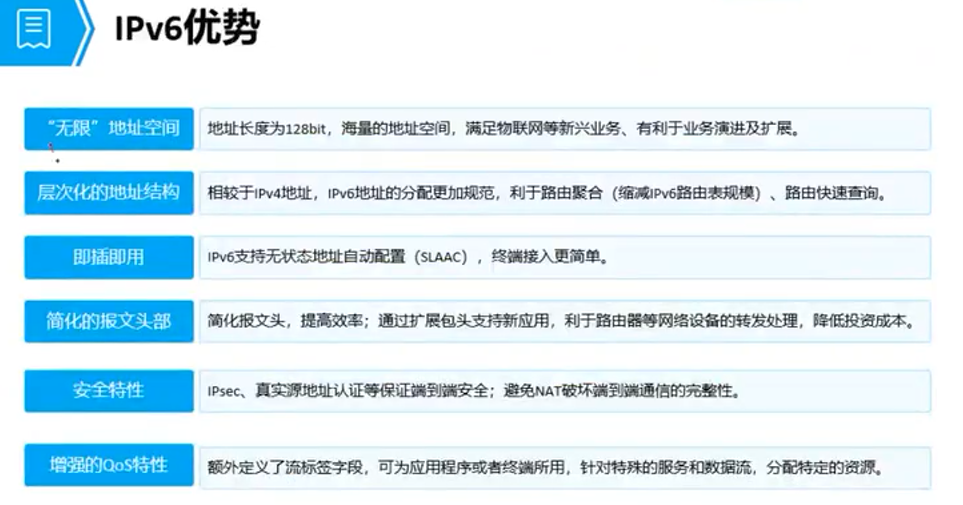 IPv6优势
“无限”地址空间
地址长度为128bit，海量的地址空间，满足物联网等新兴业务、有利于业务演进及扩展。
层次化的地址结构
相较于IPv4地址，IPv6地址的分配更加规范，利于路由聚合（缩减IPv6路由表规模）、路由快速查询。
即插即用
IPv6支持无状态地址自动配置（SLAAC），终端接入更简单。
简化的报文头部
简化报文头，提高效率；通过扩展包头支持新应用，利于路由器等网络设备的转发处理，降低投资成本。
安全特性
IPsec、真实源地址认证等保证端到端安全；避免NAT破坏端到端通信的完整性。
增强的QoS特性
额外定义了流标签字段，可为应用程序或者终端所用，针对特殊的服务和数据流，分配特定的资源。